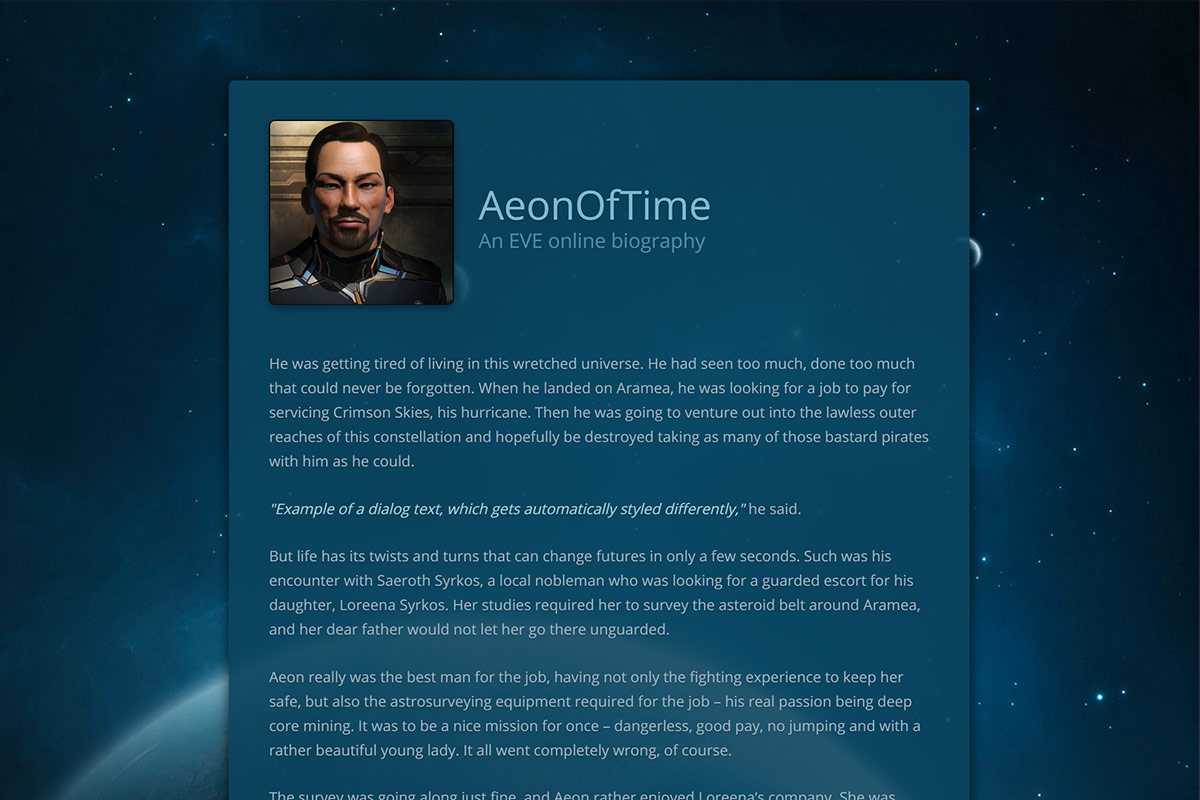 AeonOfTime
An EVE online biography
He was getting tired of living in this wretched universe. He had seen too much, done too much
that could never be forgotten. When he landed on Aramea, he was looking for a job to pay for
servicing Crimson Skies, his hurricane. Then he was going to venture out into the lawless outer
reaches of this constellation and hopefully be destroyed taking as many of those bastard pirates
with him as he could.
"Example of a dialog text, which gets automatically styled differently," he said.
But life has its twists and turns that can change futures in only a few seconds. Such was his
encounter with Saeroth Syrkos, a local nobleman who was looking for a guarded escort for his
daughter, Loreena Syrkos. Her studies required her to survey the asteroid belt around Aramea,
and her dear father would not let her go there unguarded.
Aeon really was the best man for the job, having not only the fighting experience to keep her
safe, but also the astrosurveying equipment required for the job – his real passion being deep
core mining. It was to be a nice mission for once – dangerless, good pay, no jumping and with a
rather beautiful young lady. It all went completely wrong, of course.
The survey was going along just fine, and Aeon rather enjoyed Loreena's company. She was